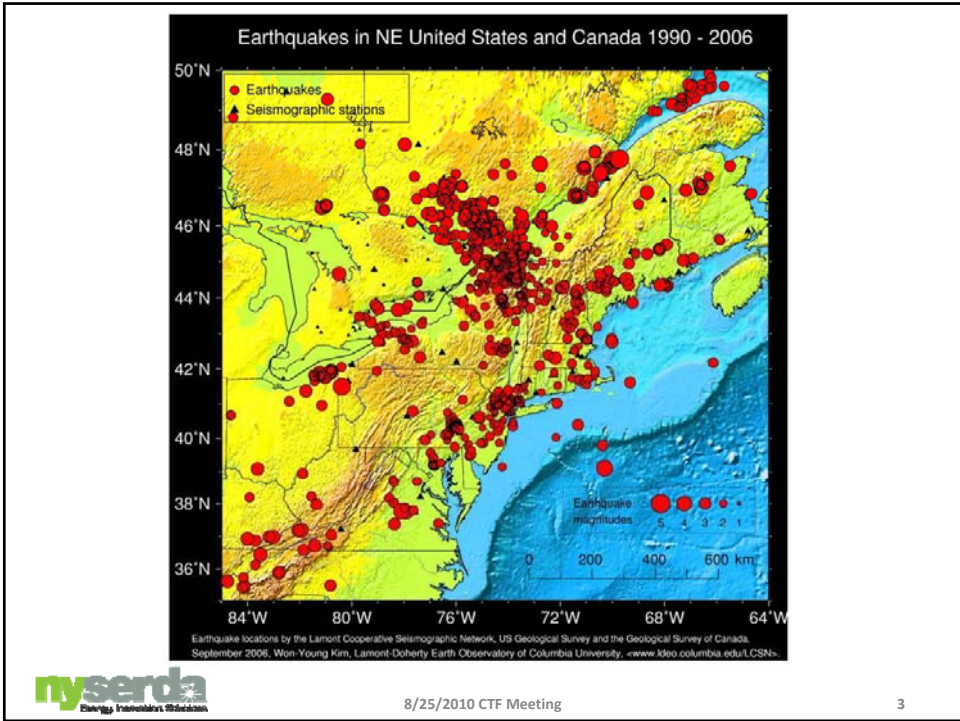 Earthquakes in NE United States and Canada 1990 - 2006
50˚N
Earthquakes
Seismographic stations
48˚N
46˚N
44˚N
42˚N
40˚N
38˚N
Earthquake
magnitudes
5 4 3 2 1
0 200 400 600 km
36˚N
84˚W 80˚W 76˚W 72˚W 68˚W 64˚W
Earthquake locations by the Lamont Cooperative Seismographic Network, US Geological Survey and the Geological Survey of Canada.
September 2006, Won-Young Kim, Lamont-Doherty Earth Observatory of Columbia University, <www.ldeo.columbia.edu/LCSN>.
nyserda
Energy. Innovation. Solutions.
8/25/2010 CTF Meeting
3